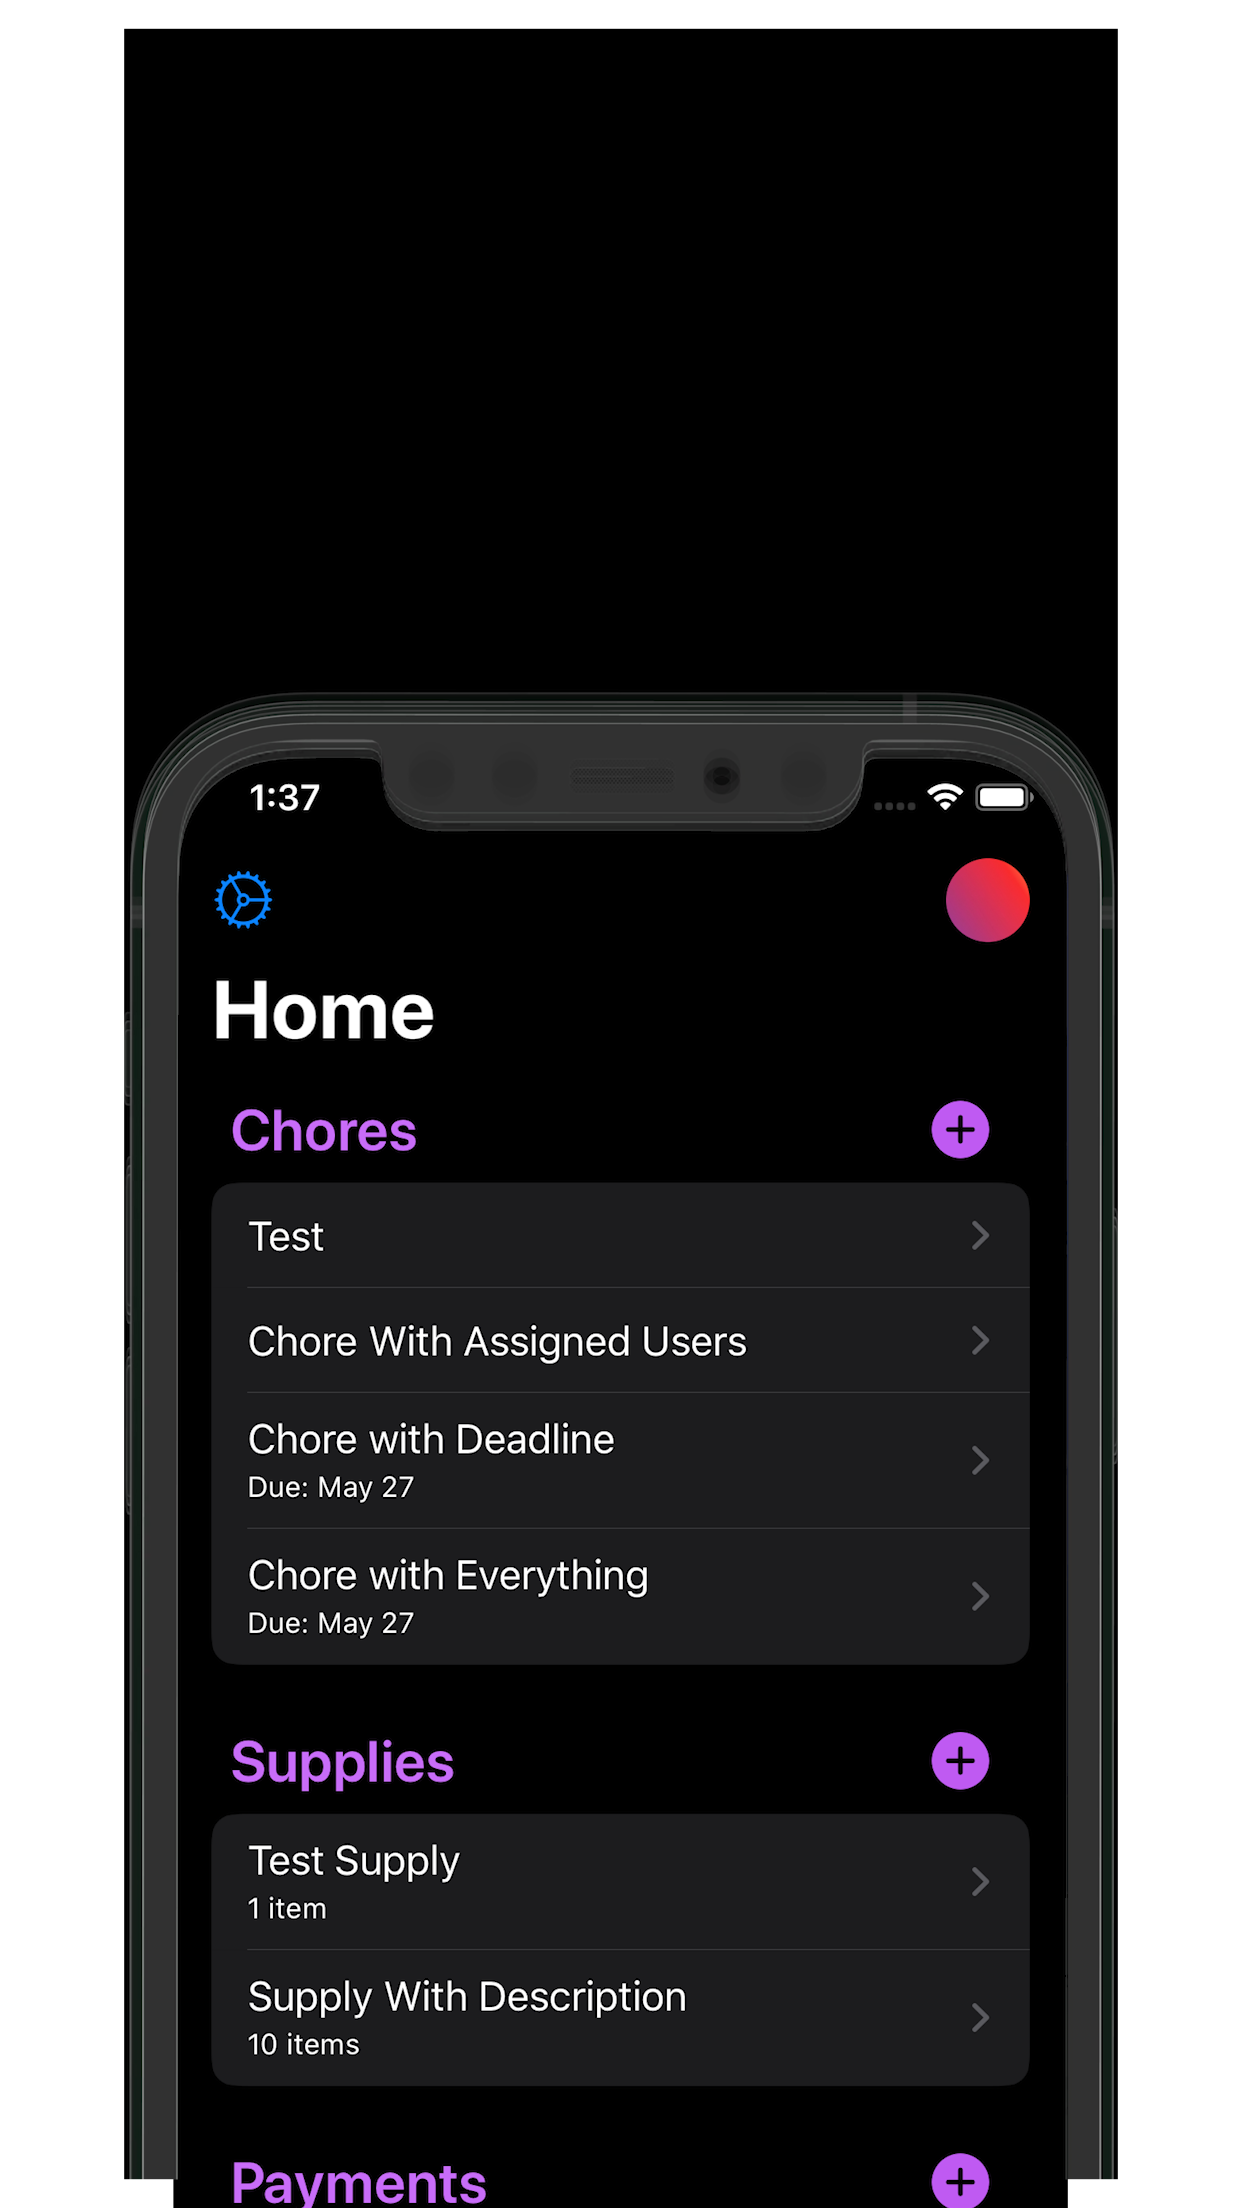 1:37
Home
Chores
Test
Chore With Assigned Users
Chore with Deadline
Due: May 27
Chore with Everything
Due: May 27
Supplies
Test Supply
1 item
Supply With Description
10 items
Payments